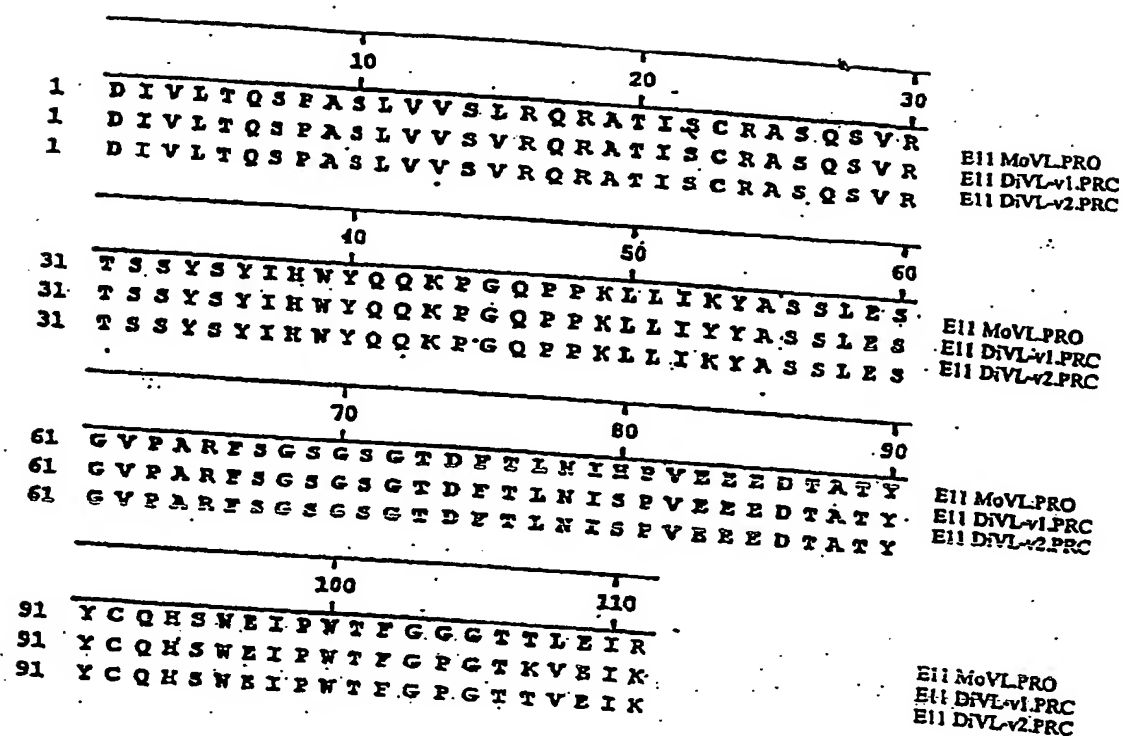 10 20 30
1 D I V L T Q S P A S L V V S L R Q R A T I S C R A S Q S V R E11 MoVL.PRO
1 D I V L T Q S P A S L V V S V R Q R A T I S C R A S Q S V R E11 DiVL-v1.PRC
1 D I V L T Q S P A S L V V S V R Q R A T I S C R A S Q S V R E11 DiVL-v2.PRC
40 50 60
31 T S S Y S Y I H W Y Q Q K P G Q P P K L L I K Y A S S L E S E11 MoVL.PRO
31 T S S Y S Y I H W Y Q Q K P G Q P P K L L I Y Y A S S L E S E11 DiVL-v1.PRC
31 T S S Y S Y I H W Y Q Q K P G Q P P K L L I K Y A S S L E S E11 DiVL-v2.PRC
70 80 90
61 G V P A R F S G S G S G T D F T L N I H P V E E E D T A T Y E11 MoVL.PRO
61 G V P A R F S G S G S G T D F T L N I S P V E E E D T A T Y E11 DiVL-v1.PRC
61 G V P A R F S G S G S G T D F T L N I S P V E E E D T A T Y E11 DiVL-v2.PRC
100 110
91 Y C Q H S W E I P W T F G G G T T L E I R E11 MoVL.PRO
91 Y C Q H S W E I P W T F G P G T K V E I K E11 DiVL-v1.PRC
91 Y C Q H S W E I P W T F G P G T T V E I K E11 DiVL-v2.PRC